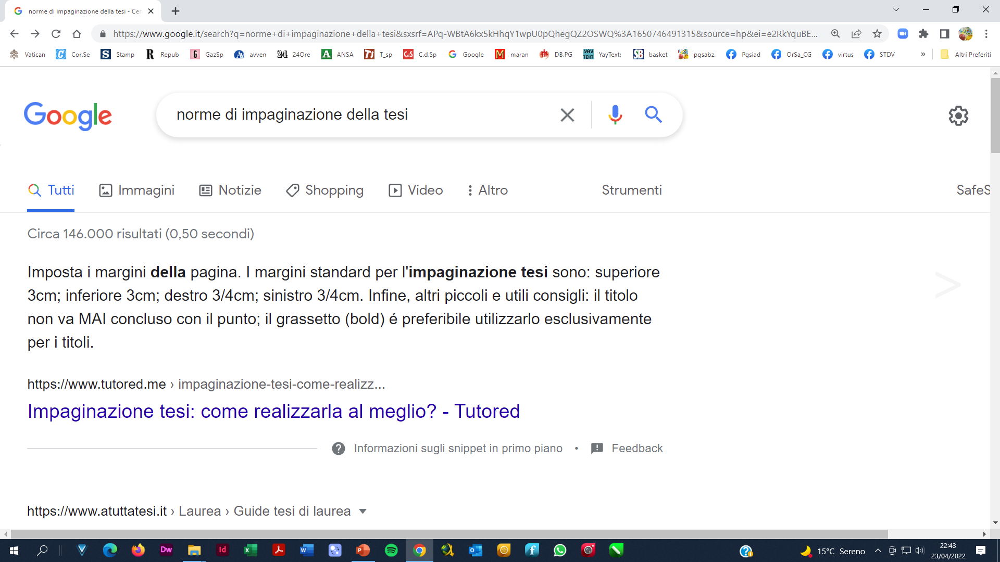 norme di impaginazione della tesi - Cer
https://www.google.it/search?q=norme+di+impaginazione+della+tesi&sxsrf=APq-WBtA6kx5kHhqY1wpU0pQhegQZ2OSWQ%3A1650746491315&source=hp&ei=e2RkYquBE...
Vatican Cor.Se Stamp Repub GazSp avven 24Ore ANSA T_sp C.d.Sp Google maran DB.PG YayText: basket pgsabz. Pgsiad OrSa_CG virtus STDV » Altri Preferiti
Google norme di impaginazione della tesi
Tutti Immagini Notizie Shopping Video Altro Strumenti SafeS
Circa 146.000 risultati (0,50 secondi)
Imposta i margini della pagina. I margini standard per l'impaginazione tesi sono: superiore
3cm; inferiore 3cm; destro 3/4cm; sinistro 3/4cm. Infine, altri piccoli e utili consigli: il titolo
non va MAI concluso con il punto; il grassetto (bold) é preferibile utilizzarlo esclusivamente
per i titoli.
https://www.tutored.me › impaginazione-tesi-come-realizz...
Impaginazione tesi: come realizzarla al meglio? - Tutored
Informazioni sugli snippet in primo piano • Feedback
https://www.atuttatesi.it › Laurea › Guide tesi di laurea
15°C Sereno
22:43
23/04/2022